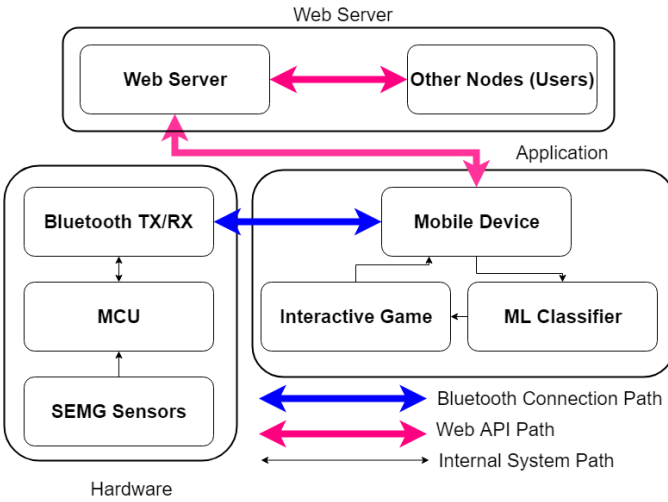 Web Server
Web Server
Other Nodes (Users)
Application
Bluetooth TX/RX
Mobile Device
MCU
Interactive Game
ML Classifier
SEMG Sensors
Bluetooth Connection Path
Web API Path
Internal System Path
Hardware